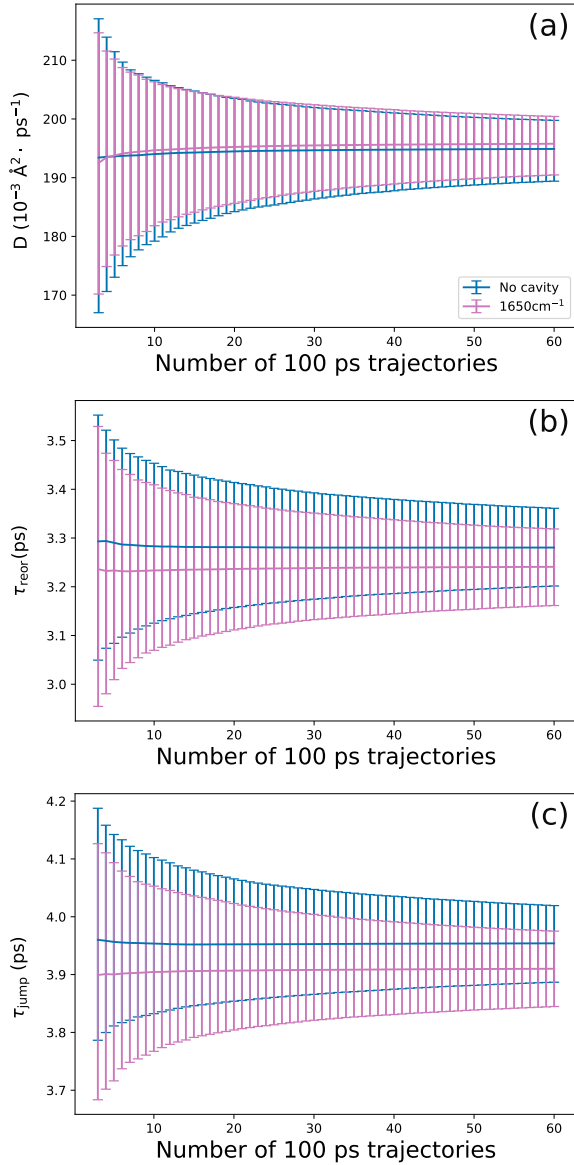 (a)
210
200
190
180
170
D (10⁻³ Å² · ps⁻¹)
No cavity
1650cm⁻¹
10 20 30 40 50 60
Number of 100 ps trajectories
(b)
3.5
3.4
3.3
3.2
3.1
3.0
τreor(ps)
10 20 30 40 50 60
Number of 100 ps trajectories
(c)
4.2
4.1
4.0
3.9
3.8
3.7
τjump (ps)
10 20 30 40 50 60
Number of 100 ps trajectories